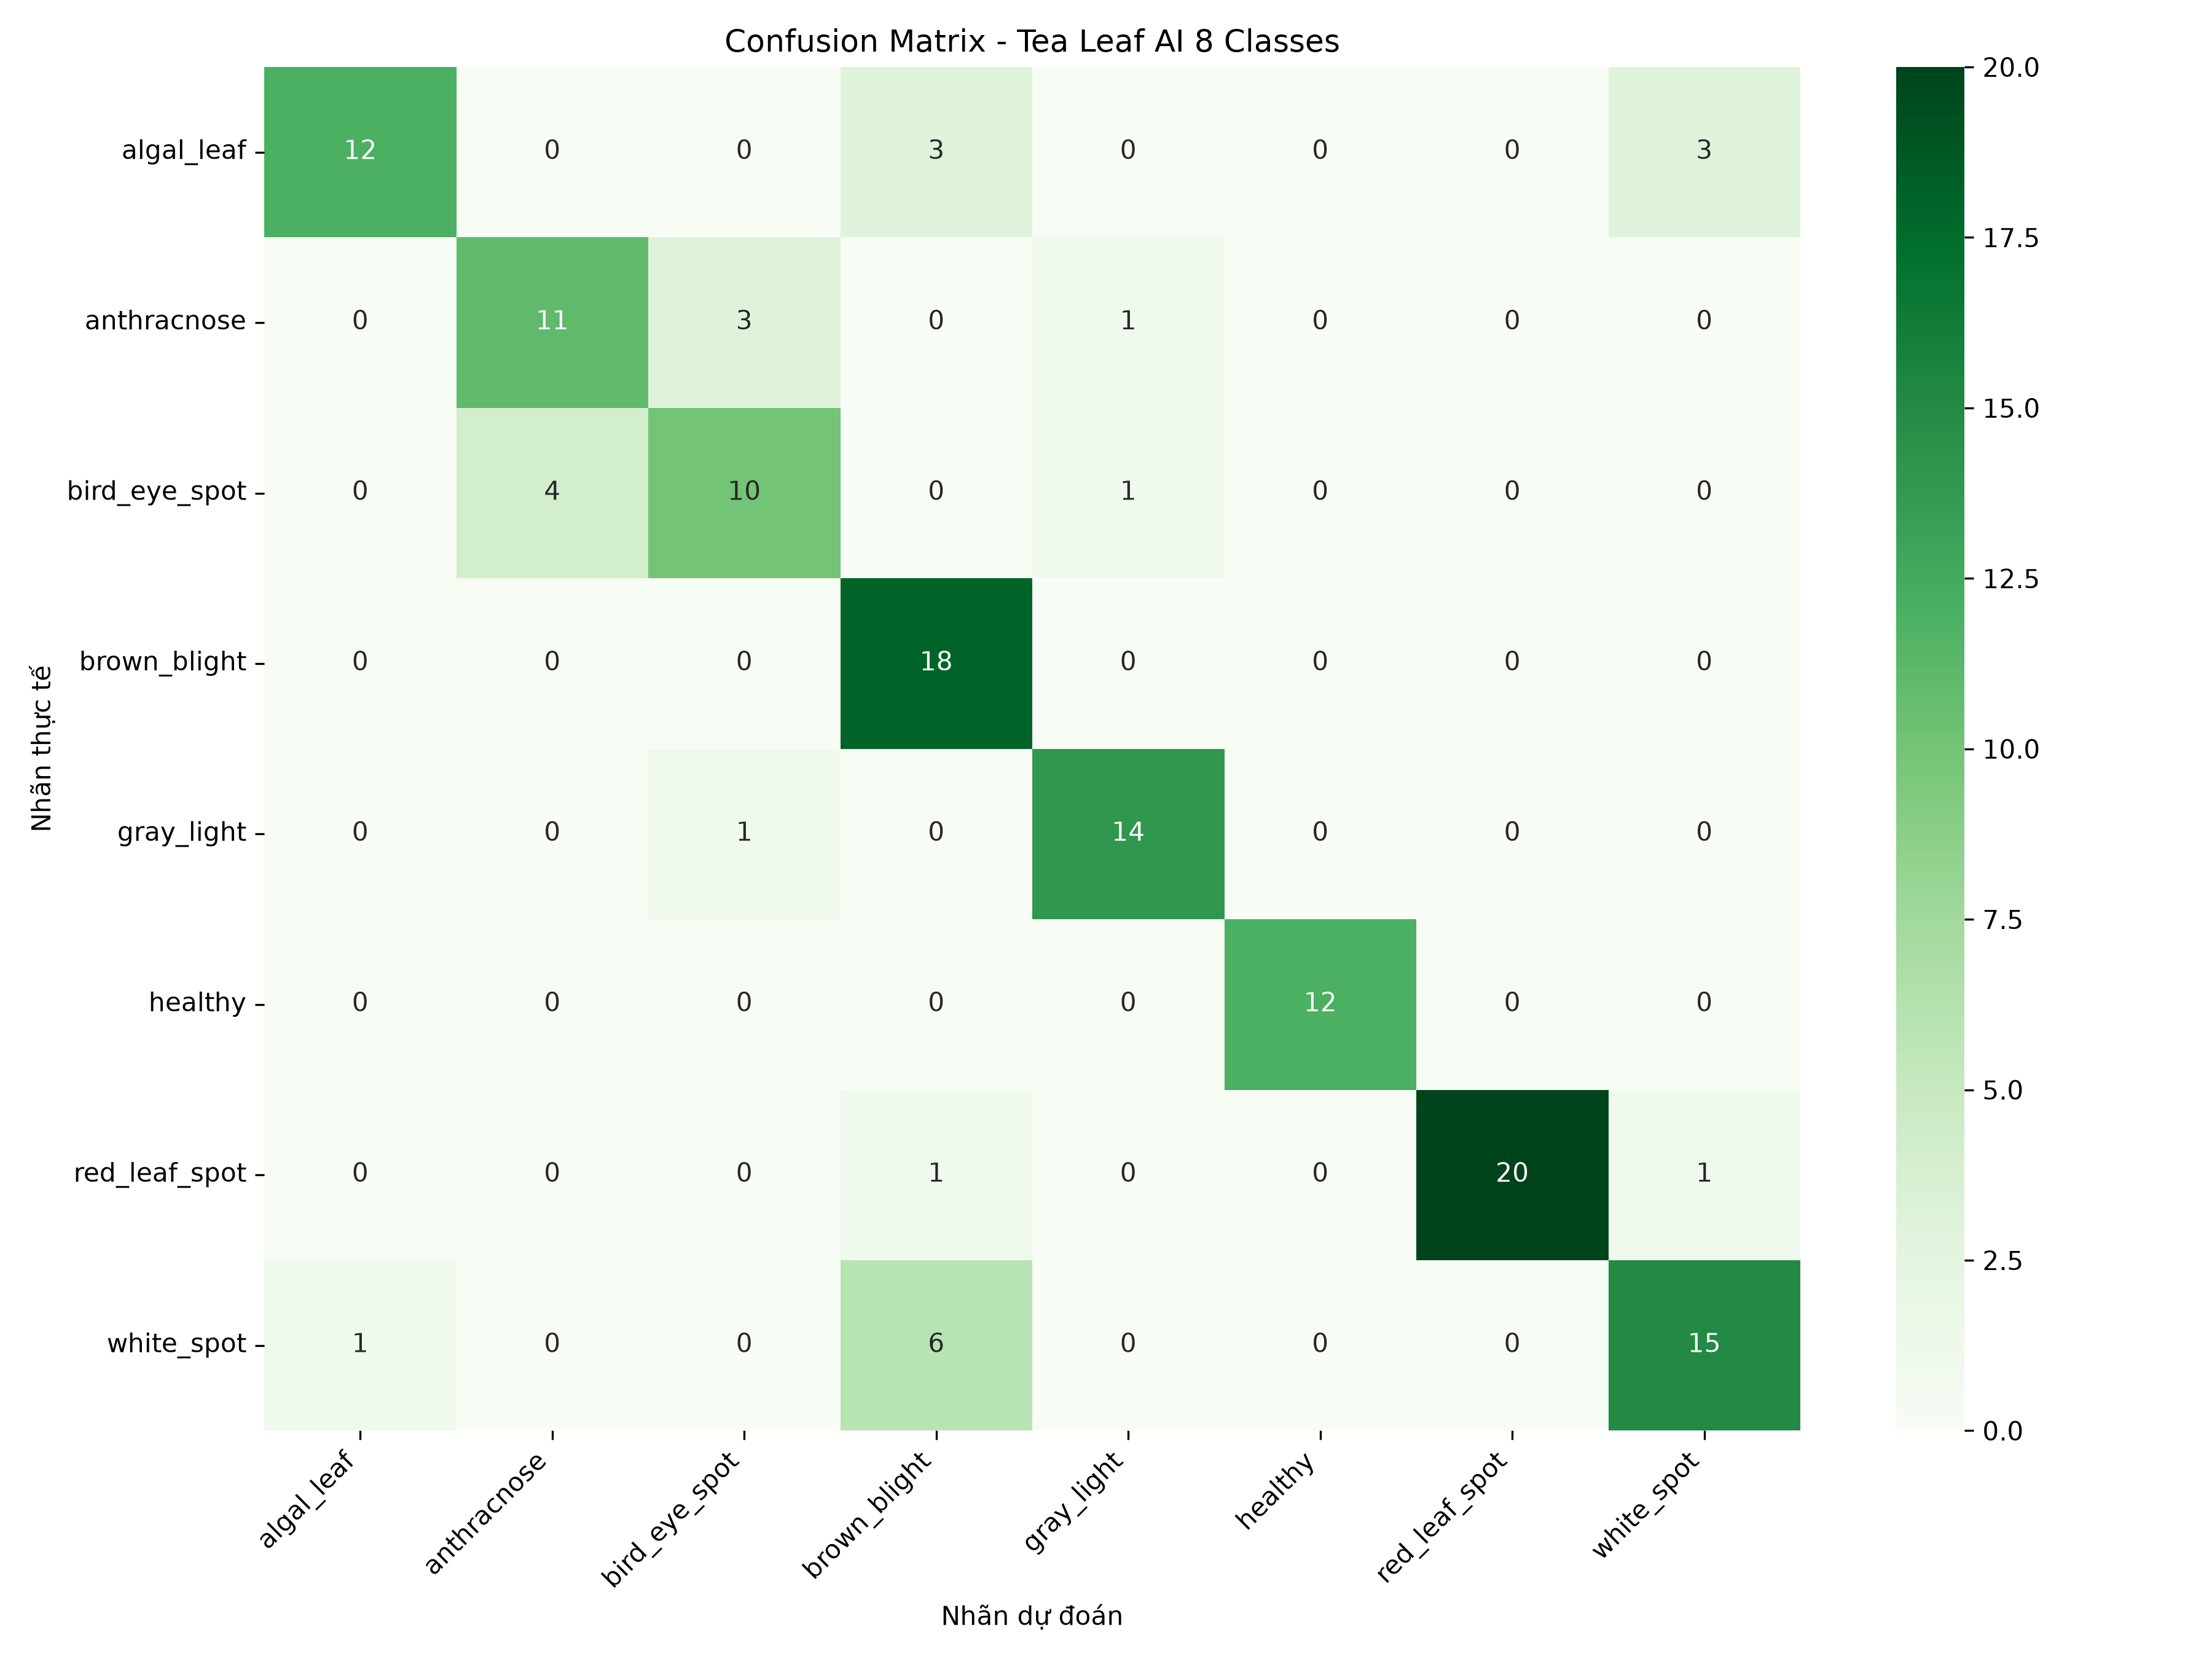 Confusion Matrix - Tea Leaf AI 8 Classes
Nhãn thực tế
algal_leaf 12 0 0 3 0 0 0 3
anthracnose 0 11 3 0 1 0 0 0
bird_eye_spot 0 4 10 0 1 0 0 0
brown_blight 0 0 0 18 0 0 0 0
gray_light 0 0 1 0 14 0 0 0
healthy 0 0 0 0 0 12 0 0
red_leaf_spot 0 0 0 1 0 0 20 1
white_spot 1 0 0 6 0 0 0 15
algal_leaf anthracnose bird_eye_spot brown_blight gray_light healthy red_leaf_spot white_spot
Nhãn dự đoán
20.0
17.5
15.0
12.5
10.0
7.5
5.0
2.5
0.0